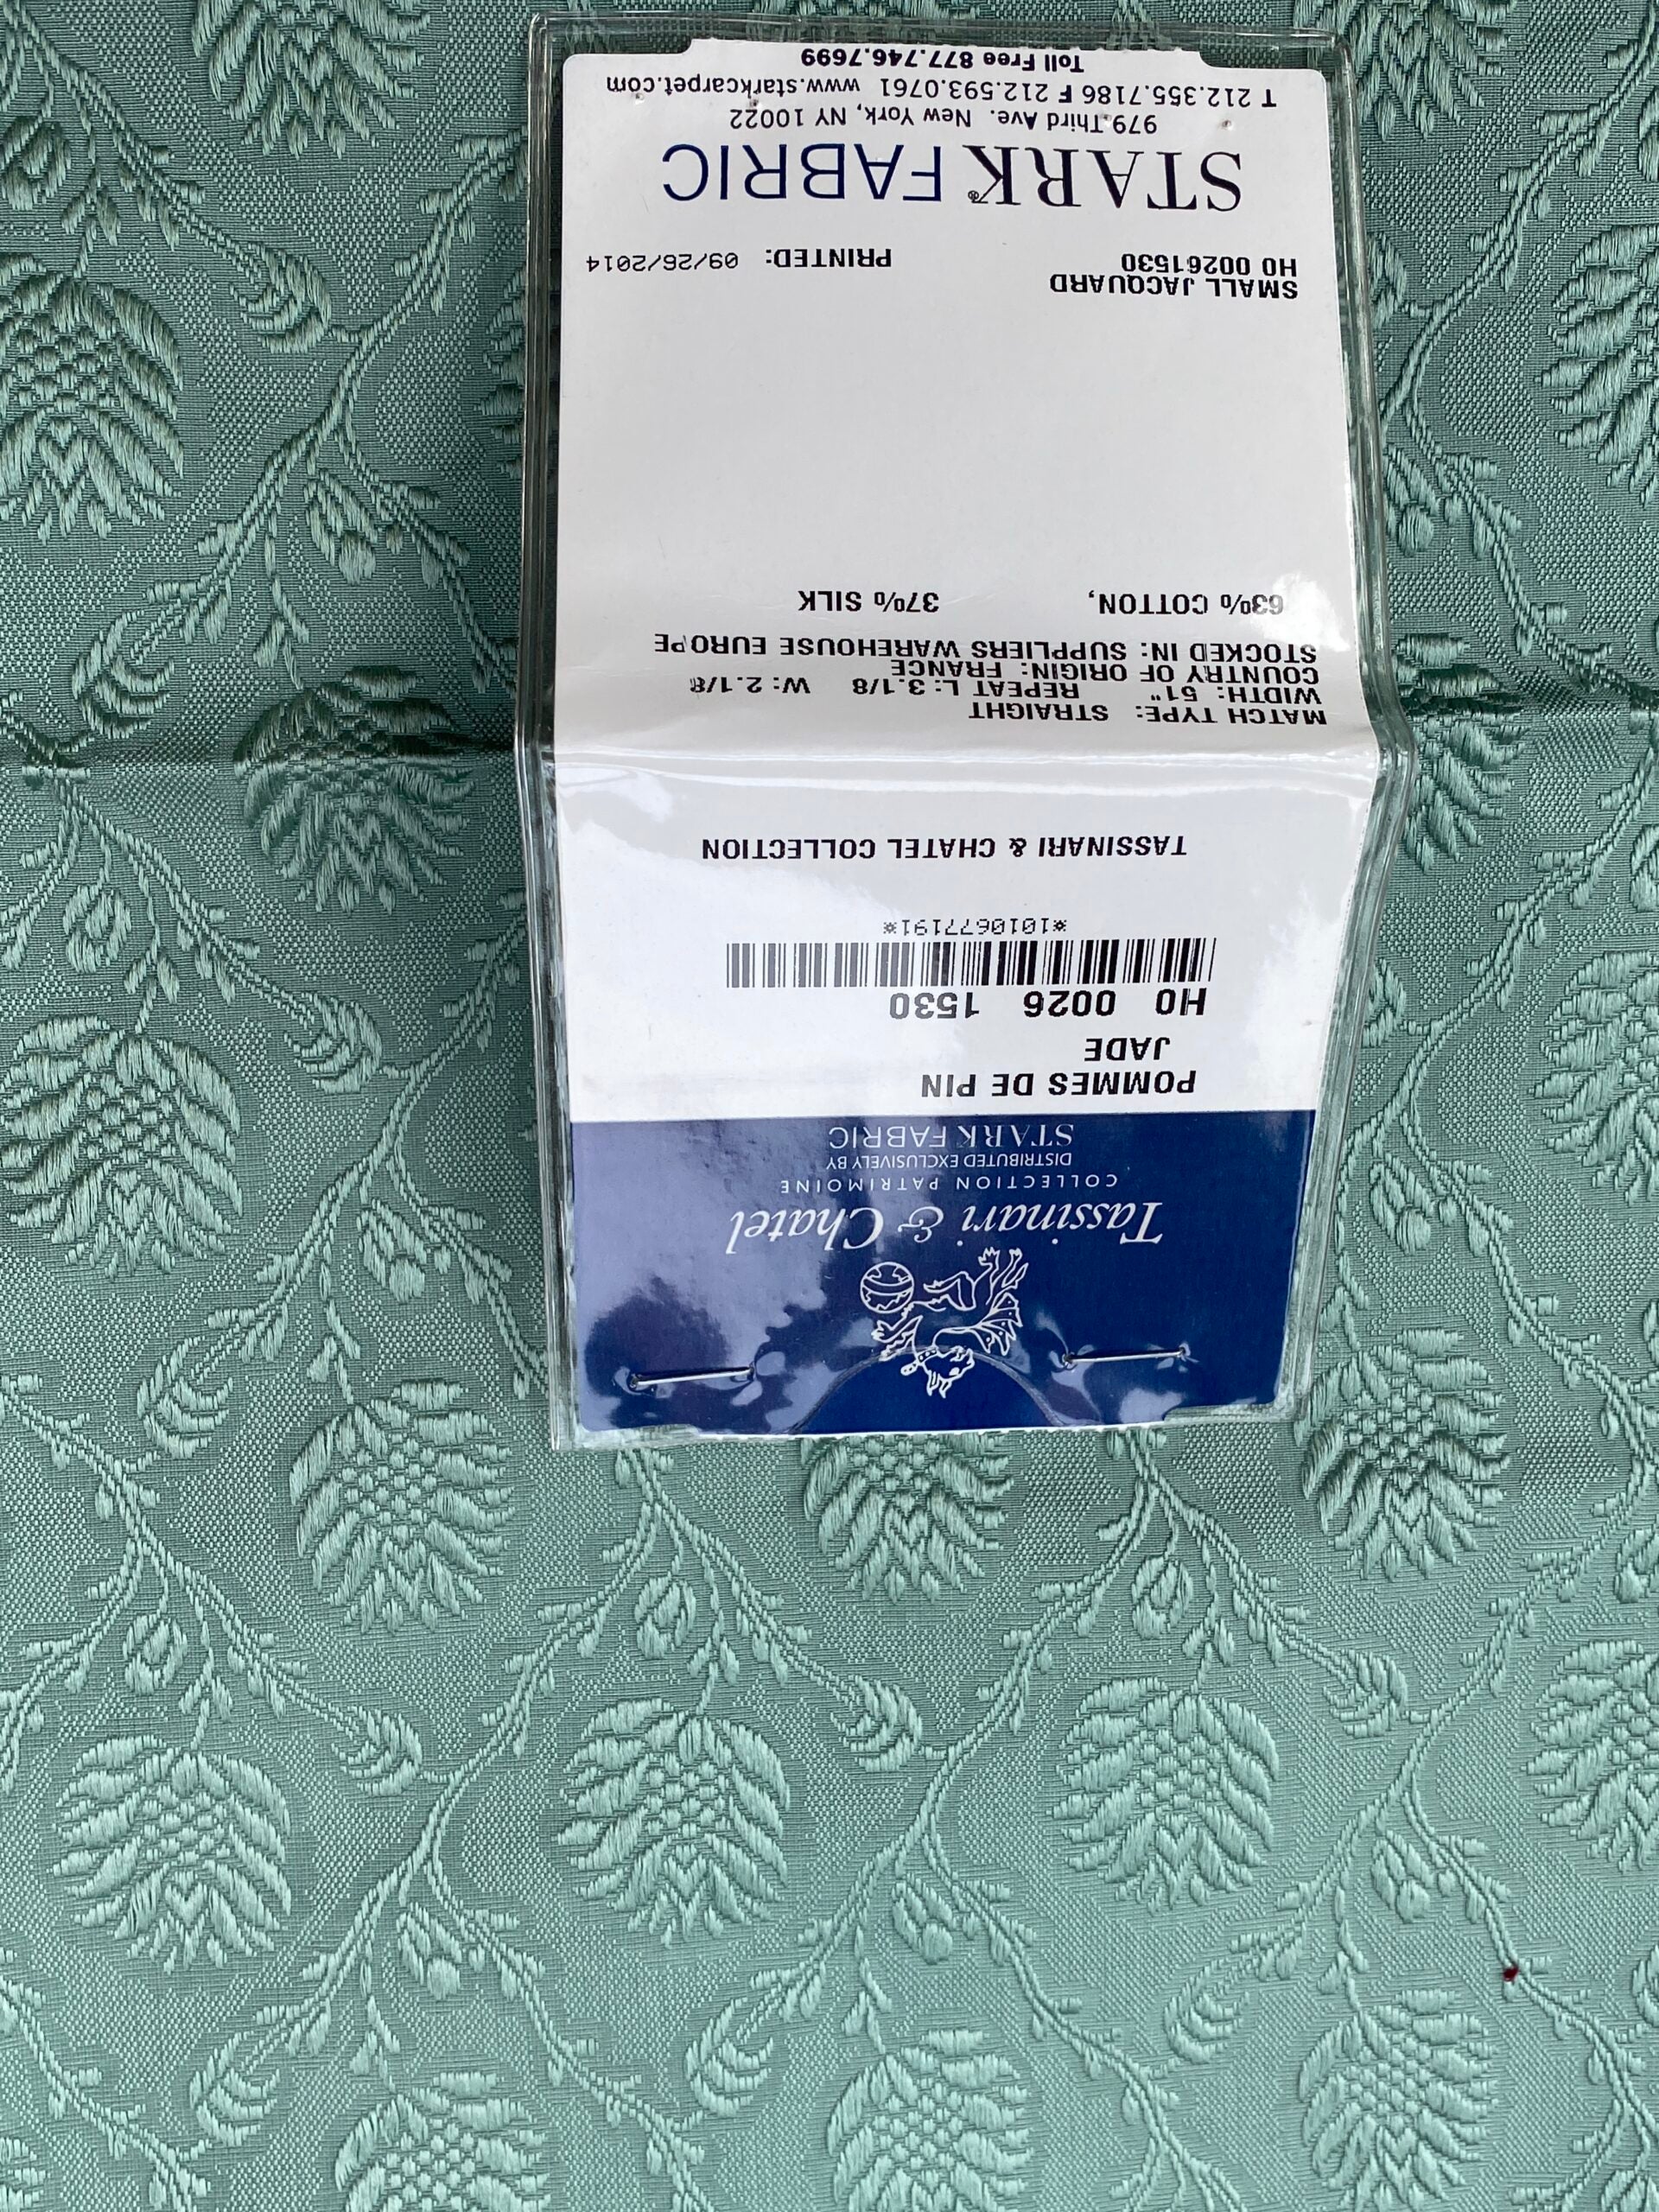 Tassinari & Chatel
COLLECTION PATRIMOINE
DISTRIBUTED EXCLUSIVELY BY
STARK FABRIC
POMMES DE PIN
JADE
H0 0026 1530
*1010677191*
TASSINARI & CHATEL COLLECTION
MATCH TYPE: STRAIGHT
WIDTH: 51" REPEAT L: 3.1/8 W: 2.1/8
COUNTRY OF ORIGIN: FRANCE
STOCKED IN: SUPPLIERS WAREHOUSE EUROPE
63% COTTON, 37% SILK
SMALL JACQUARD
H0 00261530 PRINTED: 09/26/2014
STARK® FABRIC
979 Third Ave. New York, NY 10022
T 212.355.7186 F 212.593.0761 www.starkcarpet.com
Toll Free 877.746.7699